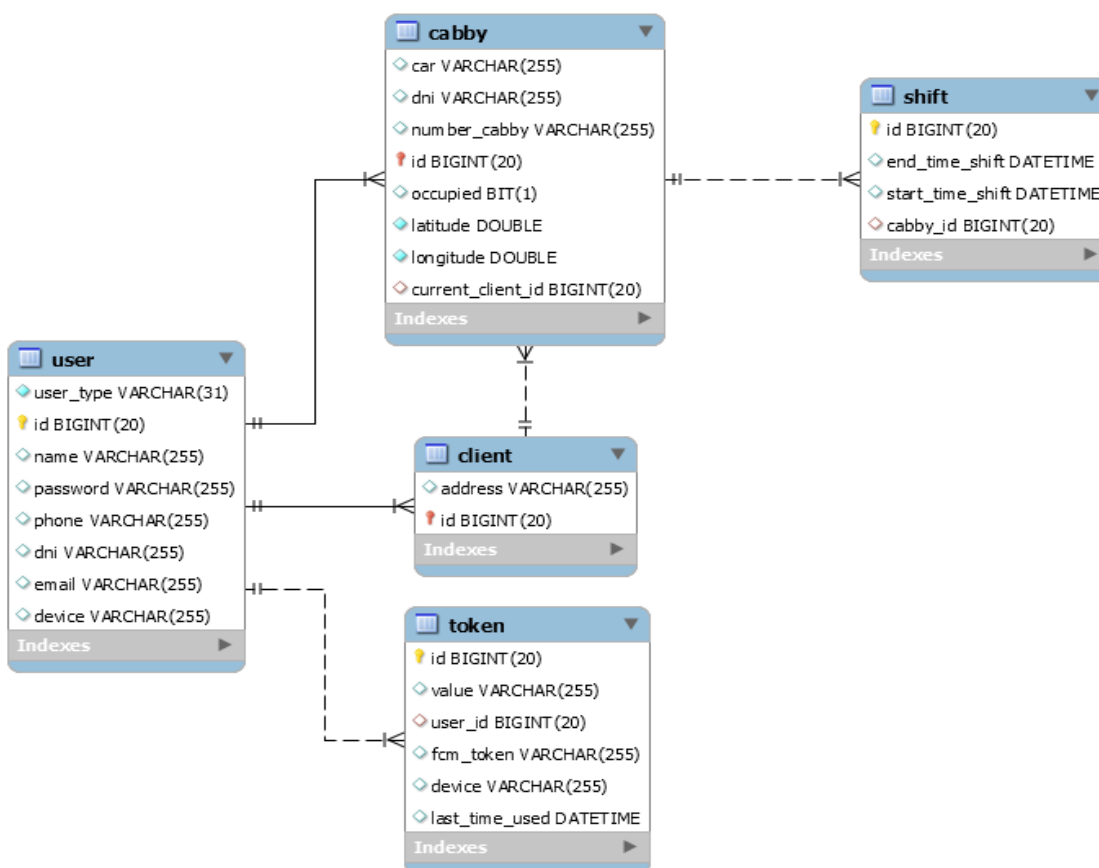 cabby
car VARCHAR(255)
dni VARCHAR(255)
number_cabby VARCHAR(255)
id BIGINT(20)
occupied BIT(1)
latitude DOUBLE
longitude DOUBLE
current_client_id BIGINT(20)
Indexes
shift
id BIGINT(20)
end_time_shift DATETIME
start_time_shift DATETIME
cabby_id BIGINT(20)
Indexes
user
user_type VARCHAR(31)
id BIGINT(20)
name VARCHAR(255)
password VARCHAR(255)
phone VARCHAR(255)
dni VARCHAR(255)
email VARCHAR(255)
device VARCHAR(255)
Indexes
client
address VARCHAR(255)
id BIGINT(20)
Indexes
token
id BIGINT(20)
value VARCHAR(255)
user_id BIGINT(20)
fcm_token VARCHAR(255)
device VARCHAR(255)
last_time_used DATETIME
Indexes